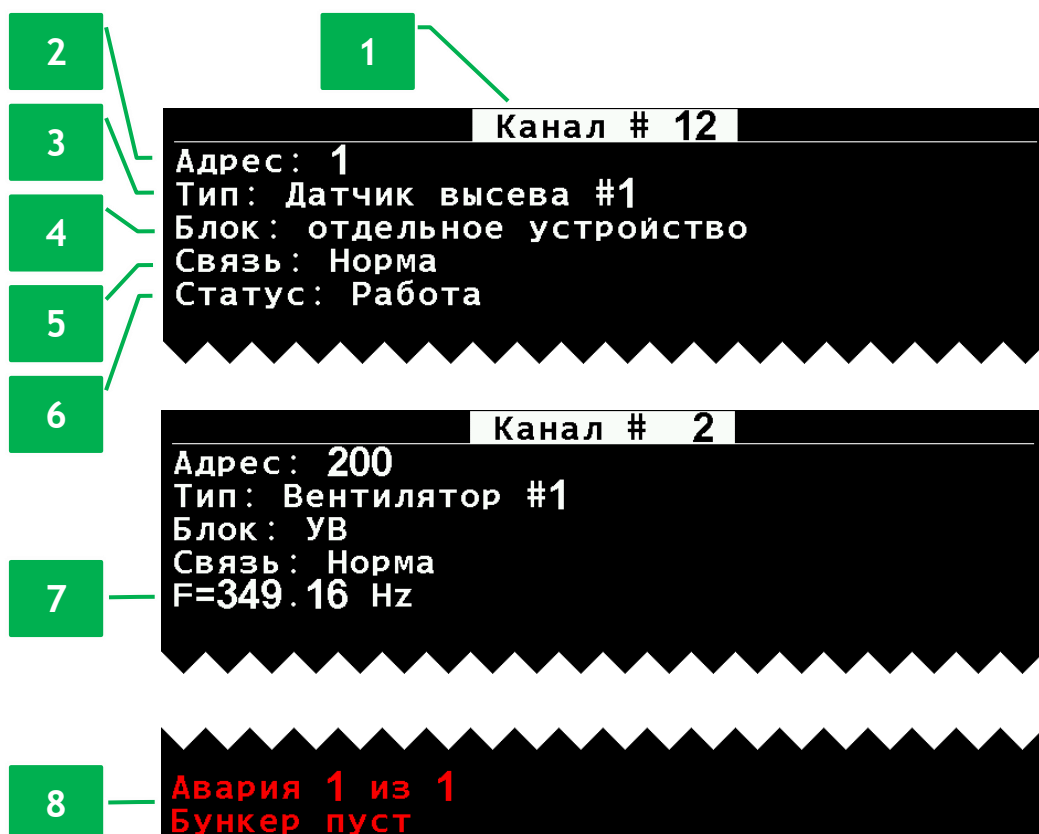 2
1
3
4
5
6
Канал # 12
Адрес: 1
Тип: Датчик высева #1
Блок: отдельное устройство
Связь: Норма
Статус: Работа
Канал # 2
Адрес: 200
Тип: Вентилятор #1
Блок: УВ
Связь: Норма
7
F=349.16 Hz
8
Авария 1 из 1
Бункер пуст